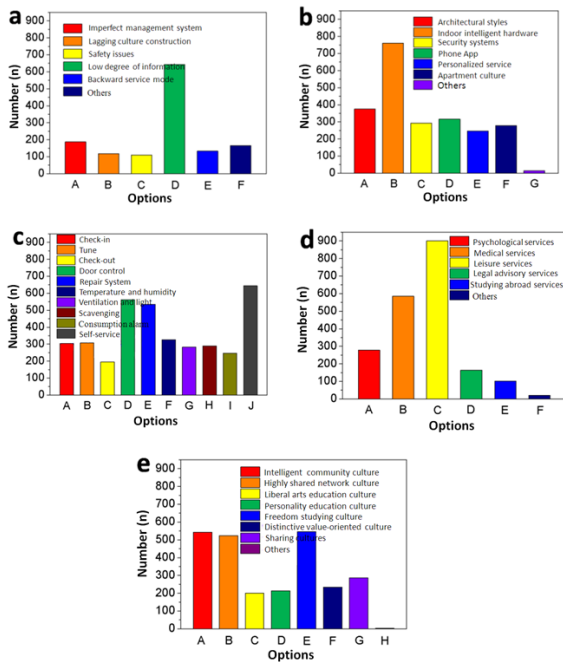 a
Number (n)
900
800
700
600
500
400
300
200
100
0
Imperfect management system
Lagging culture construction
Safety issues
Low degree of information
Backward service mode
Others
A B C D E F
Options
b
Number (n)
900
800
700
600
500
400
300
200
100
0
Architectural styles
Indoor intelligent hardware
Security systems
Phone App
Personalized service
Apartment culture
Others
A B C D E F G
Options
c
Number (n)
900
800
700
600
500
400
300
200
100
0
Check-in
Tune
Check-out
Door control
Repair System
Temperature and humidity
Ventilation and light
Scavenging
Consumption alarm
Self-service
A B C D E F G H I J
Options
d
Number (n)
900
800
700
600
500
400
300
200
100
0
Psychological services
Medical services
Leisure services
Legal advisory services
Studying abroad services
Others
A B C D E F
Options
e
Number (n)
900
800
700
600
500
400
300
200
100
0
Intelligent community culture
Highly shared network culture
Liberal arts education culture
Personality education culture
Freedom studying culture
Distinctive value-oriented culture
Sharing cultures
Others
A B C D E F G H
Options